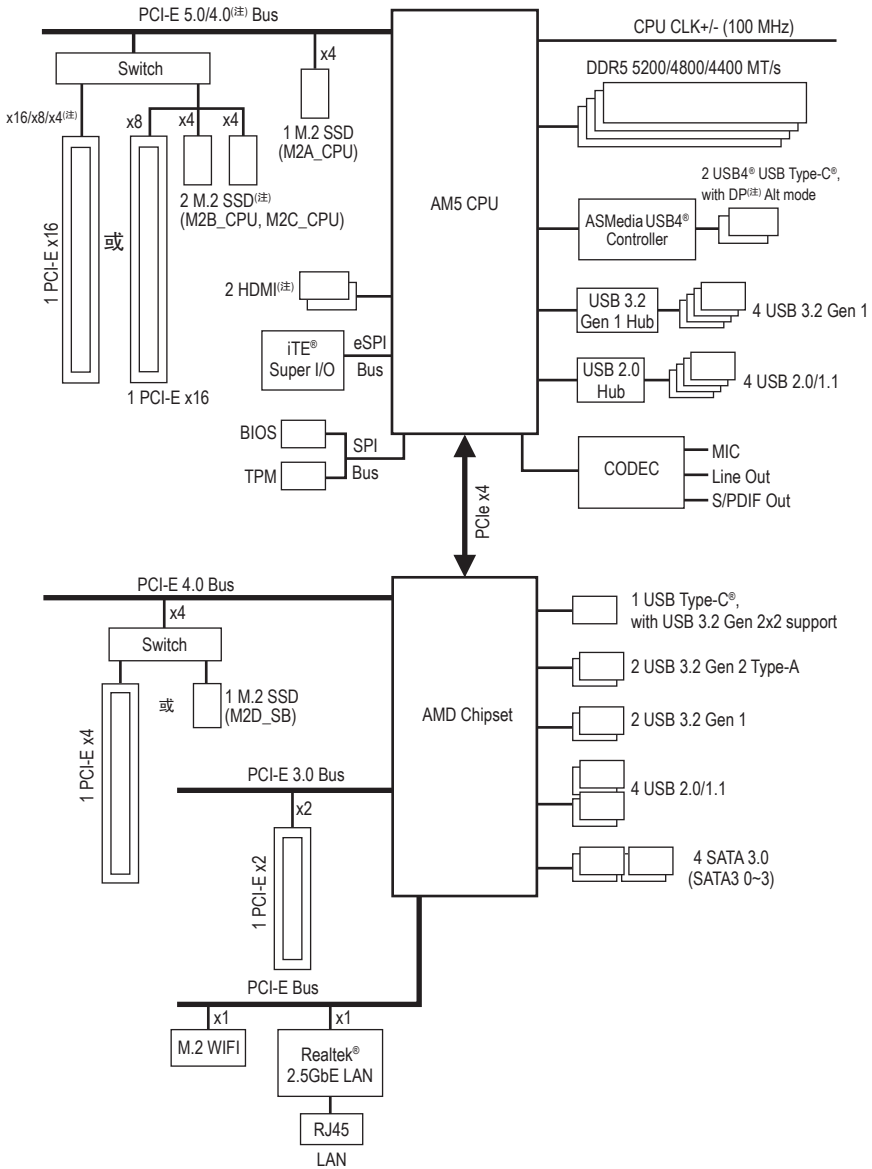 PCI-E 5.0/4.0(注) Bus
CPU CLK+/- (100 MHz)
Switch
x4
DDR5 5200/4800/4400 MT/s
x16/x8/x4(注)
x8
x4
x4
1 M.2 SSD
(M2A_CPU)
2 M.2 SSD(注)
(M2B_CPU, M2C_CPU)
1 PCI-E x16
或
1 PCI-E x16
AM5 CPU
2 USB4® USB Type-C®,
with DP(注) Alt mode
ASMedia USB4®
Controller
2 HDMI(注)
USB 3.2
Gen 1 Hub
4 USB 3.2 Gen 1
iTE®
Super I/O
eSPI
Bus
USB 2.0
Hub
4 USB 2.0/1.1
BIOS
TPM
SPI
Bus
CODEC
MIC
Line Out
S/PDIF Out
PCIe x4
PCI-E 4.0 Bus
x4
Switch
1 PCI-E x4
或
1 M.2 SSD
(M2D_SB)
AMD Chipset
1 USB Type-C®,
with USB 3.2 Gen 2x2 support
2 USB 3.2 Gen 2 Type-A
2 USB 3.2 Gen 1
4 USB 2.0/1.1
4 SATA 3.0
(SATA3 0~3)
PCI-E 3.0 Bus
x2
1 PCI-E x2
PCI-E Bus
x1
x1
M.2 WIFI
Realtek®
2.5GbE LAN
RJ45
LAN